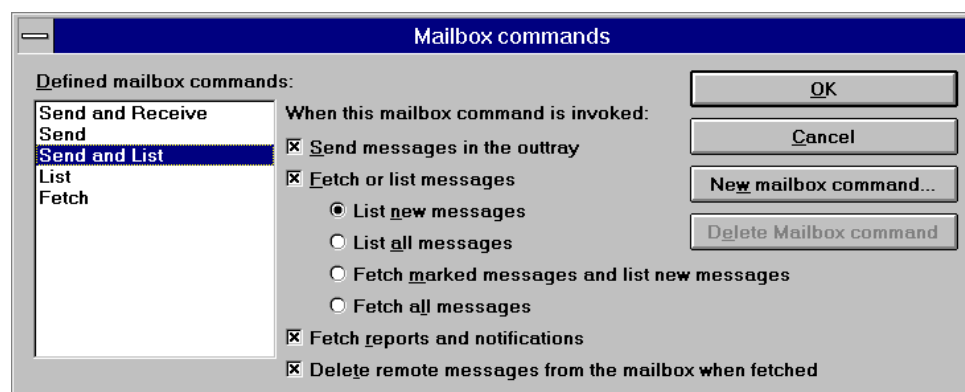 Mailbox commands
Defined mailbox commands:
Send and Receive
Send
Send and List
List
Fetch
When this mailbox command is invoked:
Send messages in the outtray
Fetch or list messages
List new messages
List all messages
Fetch marked messages and list new messages
Fetch all messages
Fetch reports and notifications
Delete remote messages from the mailbox when fetched
OK
Cancel
New mailbox command...
Delete Mailbox command